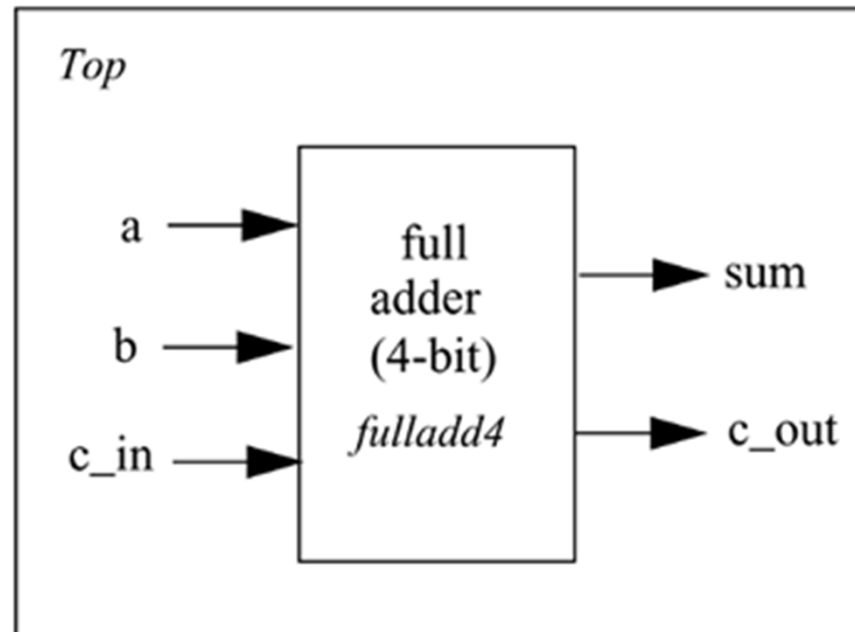 Top
a
b
c_in
full
adder
(4-bit)
fulladd4
sum
c_out